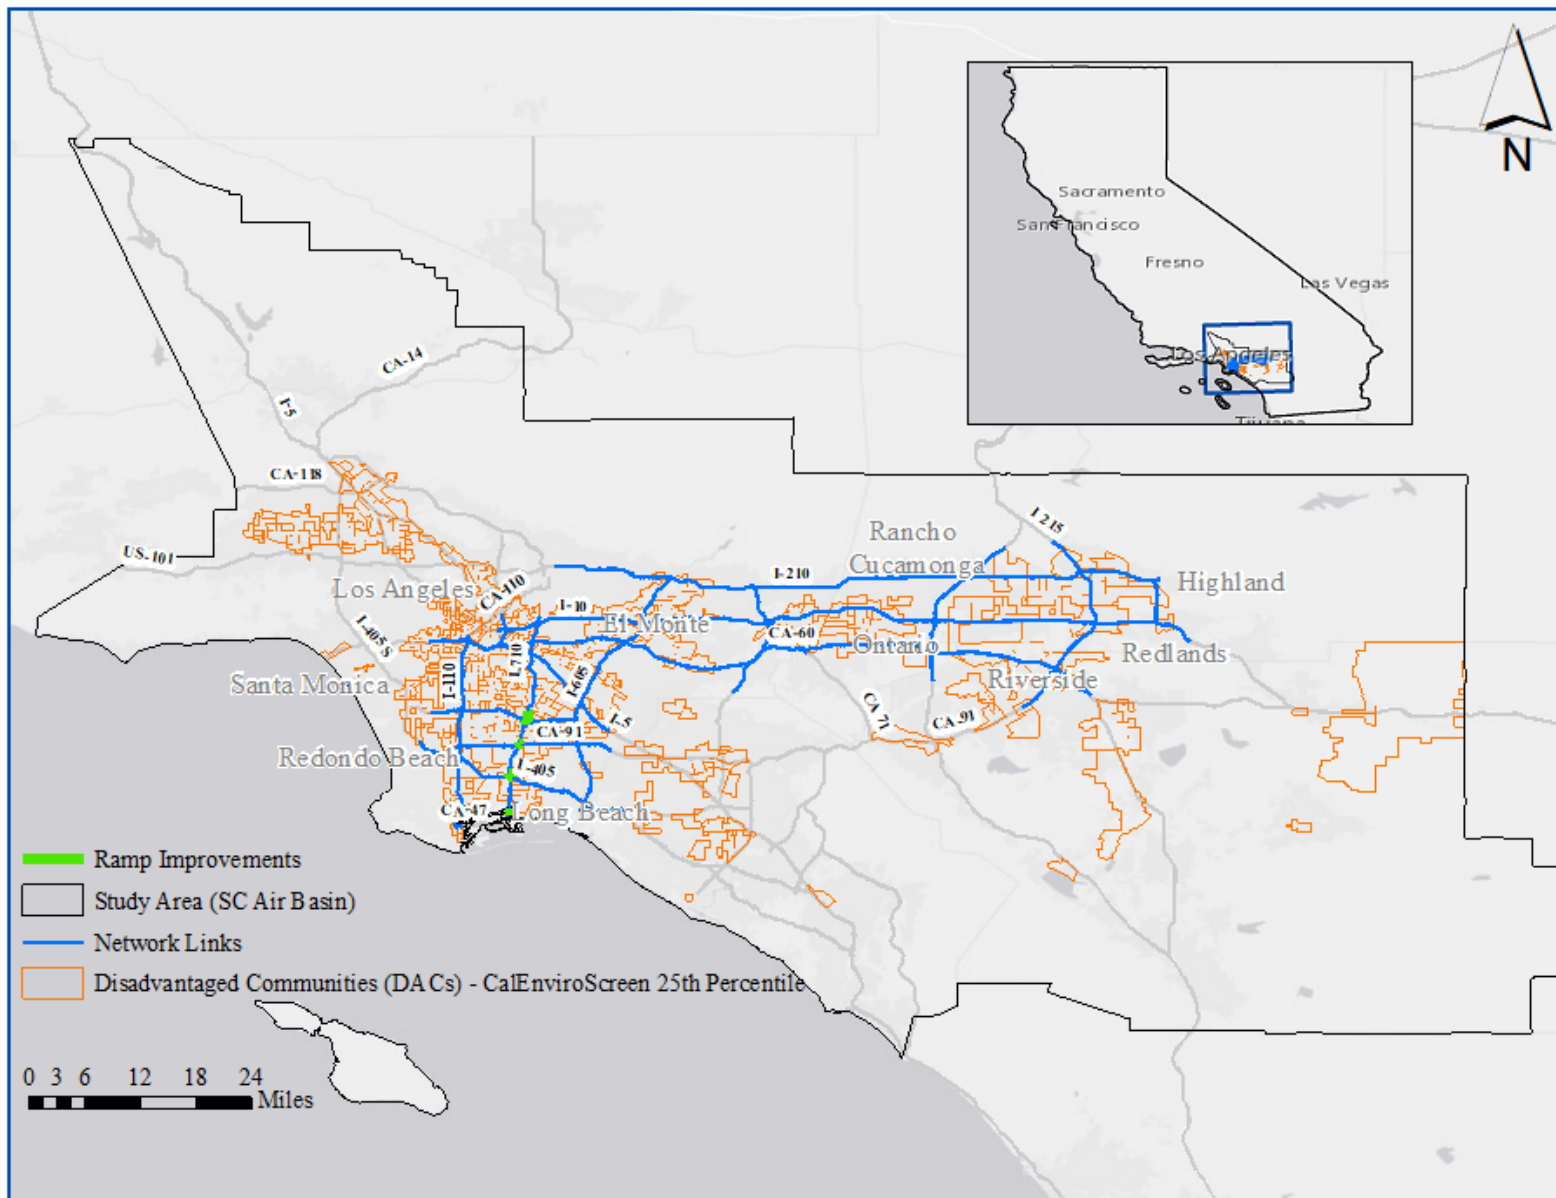 N
Sacramento
San Francisco
Fresno
Las Vegas
Los Angeles
Tijuana
CA-14
I-5
CA-118
US-101
I 215
Rancho
Cucamonga
I-210
Highland
Los Angeles
CA-110
I-10
El Monte
CA-60
Ontario
Redlands
I-405S
I-110
I-710
I-605
Santa Monica
Riverside
I-5
CA 71
CA-91
CA-91
Redondo Beach
I-405
CA-47
Long Beach
Ramp Improvements
Study Area (SC Air Basin)
Network Links
Disadvantaged Communities (DACs) - CalEnviroScreen 25th Percentile
0 3 6 12 18 24
Miles